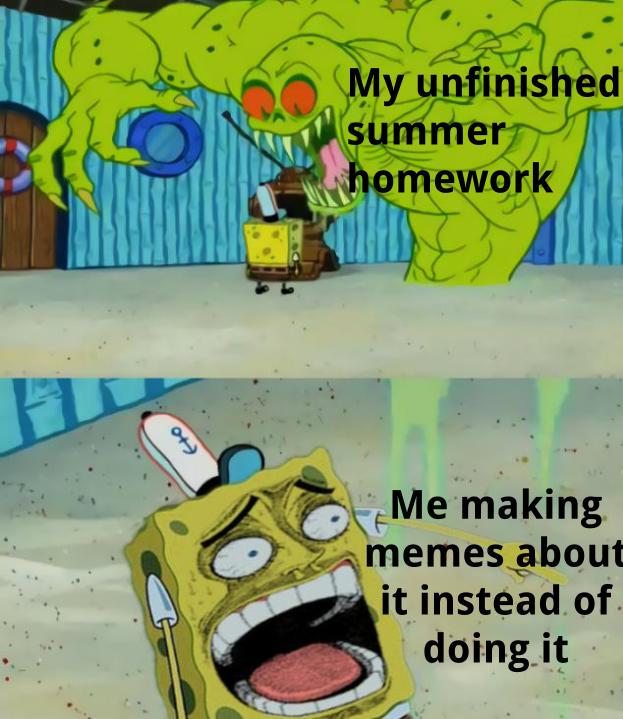 My unfinished
summer
homework
Me making
memes about
it instead of
doing it